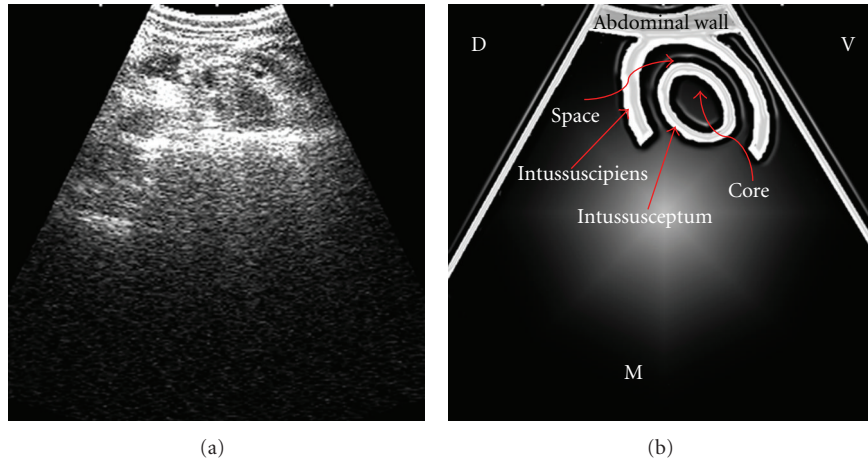 Abdominal wall
D
V
Space
Intussuscipiens
Core
Intussusceptum
M
(a)
(b)